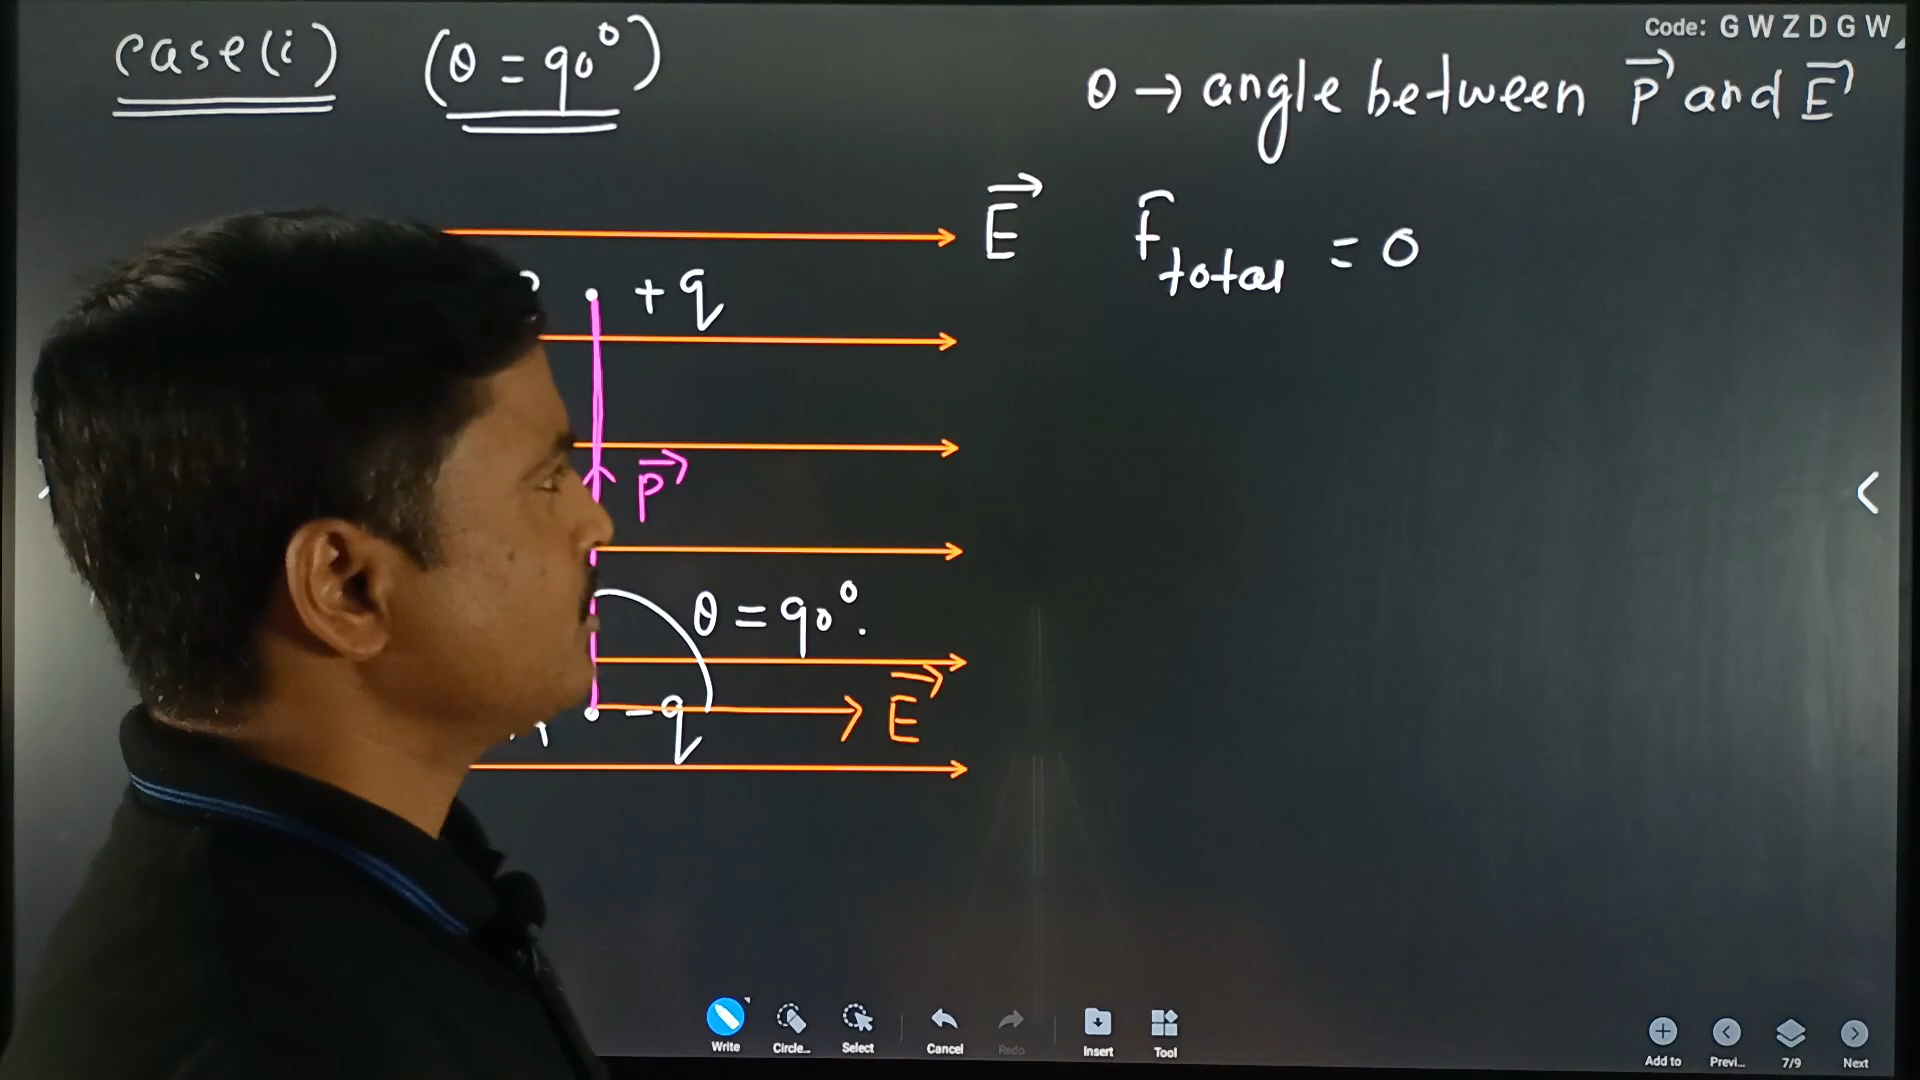 Code: GWZDGW
case(i) (θ = 90°)
θ → angle between P and E
E
F total = 0
+q
P
θ = 90°.
E
-q
<
Write Circle... Select Cancel Redo Insert Tool
Add to Previ... 7/9 Next